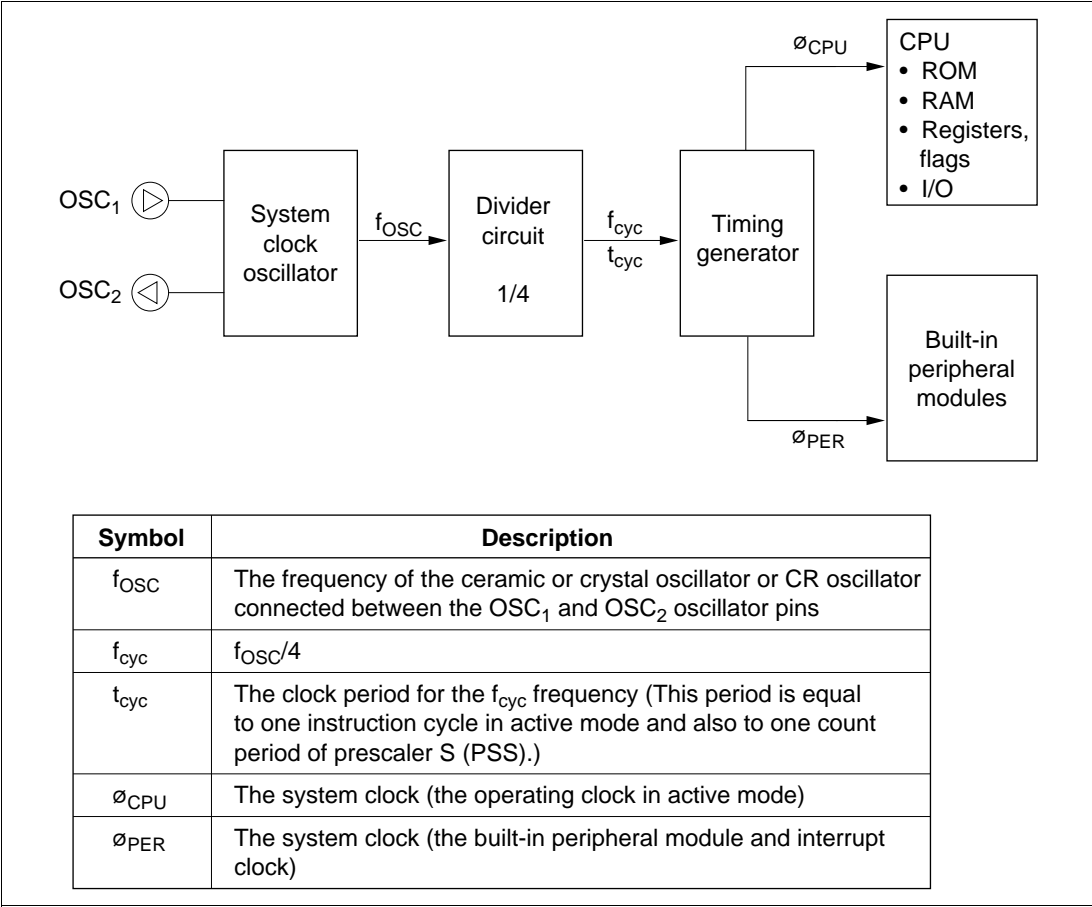 øCPU
CPU
• ROM
• RAM
• Registers,
flags
• I/O
OSC1
OSC2
System
clock
oscillator
fOSC
Divider
circuit
1/4
fcyc
tcyc
Timing
generator
Built-in
peripheral
modules
øPER
Symbol Description
fOSC The frequency of the ceramic or crystal oscillator or CR oscillator
connected between the OSC1 and OSC2 oscillator pins
fcyc fOSC/4
tcyc The clock period for the fcyc frequency (This period is equal
to one instruction cycle in active mode and also to one count
period of prescaler S (PSS).)
øCPU The system clock (the operating clock in active mode)
øPER The system clock (the built-in peripheral module and interrupt
clock)